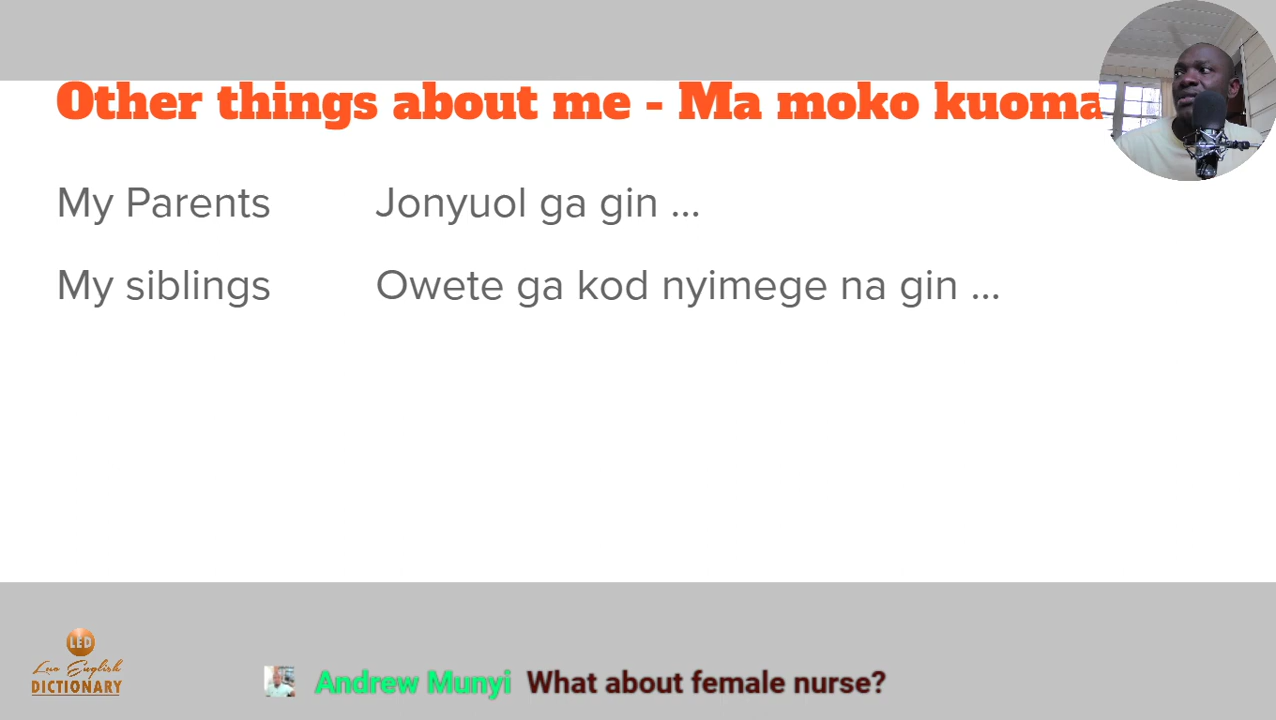 Other things about me - Ma moko kuoma
My Parents Jonyuol ga gin ...
My siblings Owete ga kod nyimege na gin ...
LED
Luo English
DICTIONARY
Andrew Munyi What about female nurse?